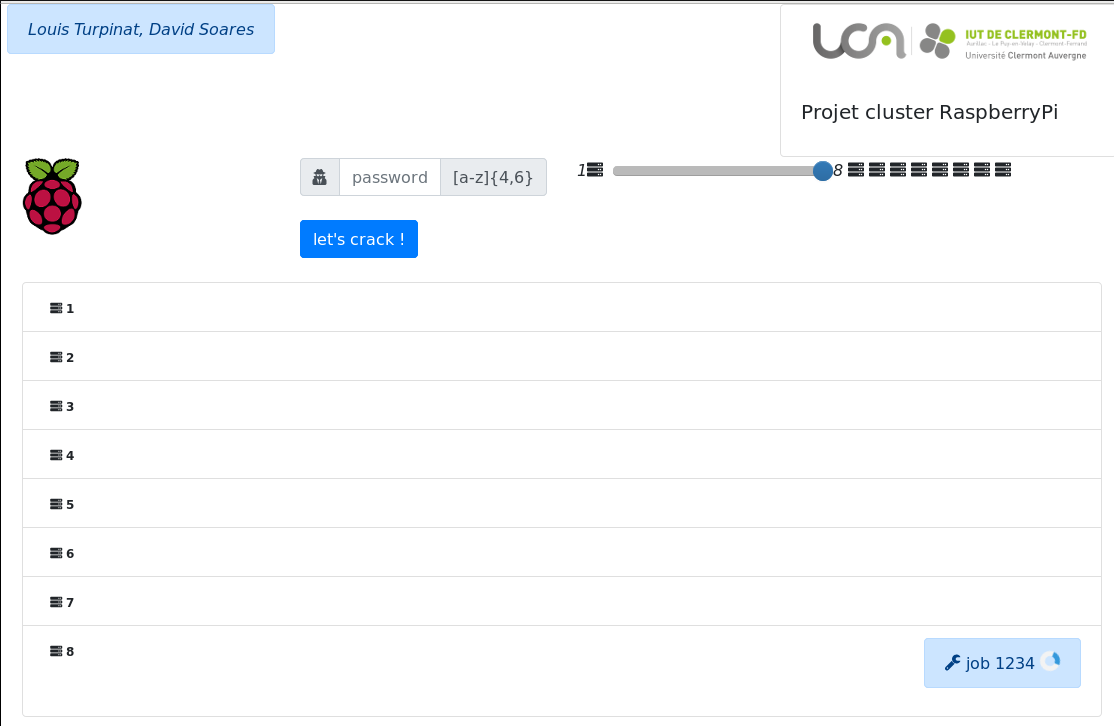 Louis Turpinat, David Soares
uca
IUT DE CLERMONT-FD
Aurillac - Le Puy-en-Velay - Clermont-Ferrand
Université Clermont Auvergne
Projet cluster RaspberryPi
password [a-z]{4,6} 1 8
let's crack !
1
2
3
4
5
6
7
8
job 1234